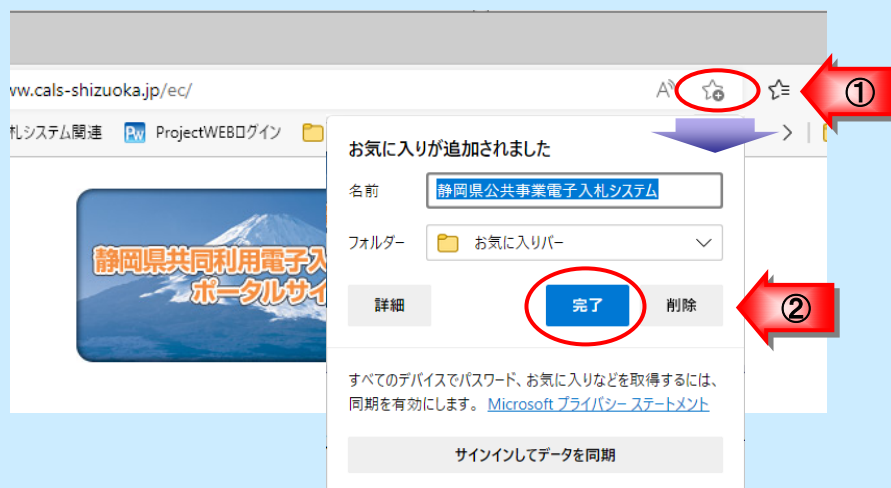 ww.cals-shizuoka.jp/ec/
①
札システム関連 Pw ProjectWEBログイン
お気に入りが追加されました
名前 静岡県公共事業電子入札システム
フォルダー お気に入りバー
静岡県共同利用電子入
ポータルサイ
詳細 完了 削除
②
すべてのデバイスでパスワード、お気に入りなどを取得するには、
同期を有効にします。 Microsoft プライバシー ステートメント
サインインしてデータを同期